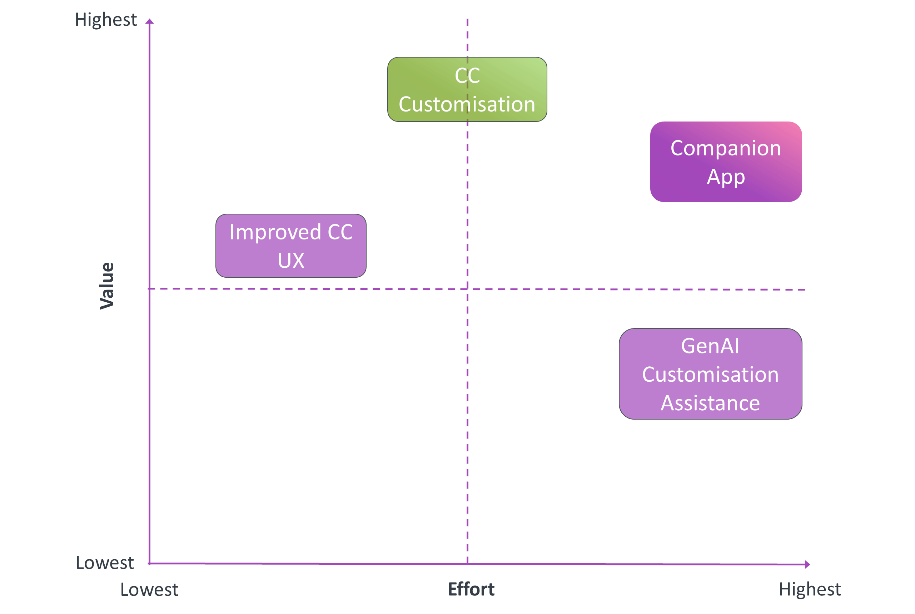 Highest
CC
Customisation
Companion
App
Improved CC
UX
Value
GenAI
Customisation
Assistance
Lowest
Lowest
Effort
Highest